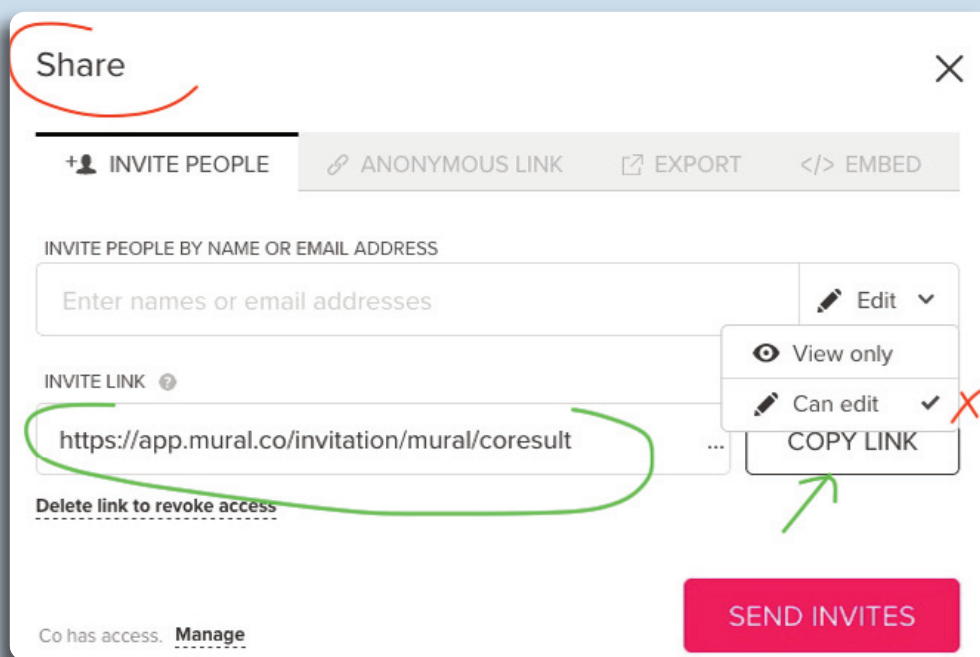 Share
INVITE PEOPLE ANONYMOUS LINK EXPORT </> EMBED
INVITE PEOPLE BY NAME OR EMAIL ADDRESS
Enter names or email addresses Edit
View only
INVITE LINK ?
Can edit
https://app.mural.co/invitation/mural/coresult ... COPY LINK
Delete link to revoke access
SEND INVITES
Co has access. Manage